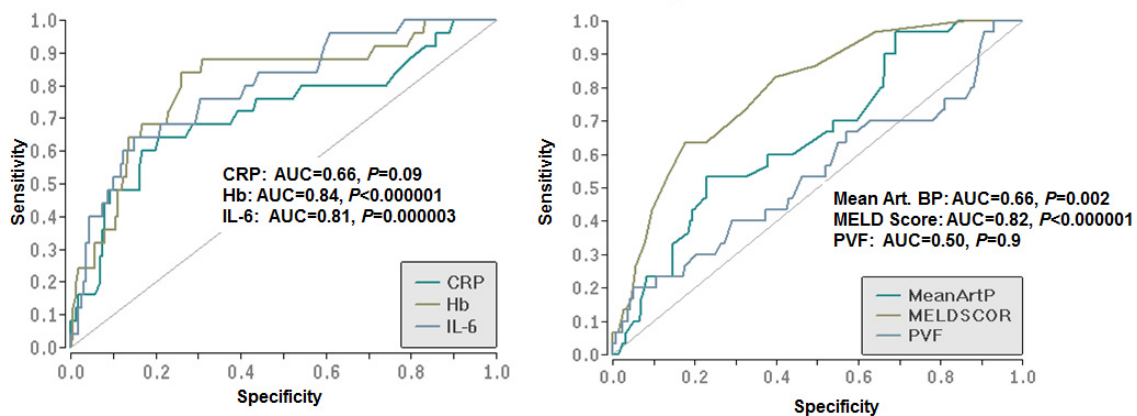 1.0
0.9
0.8
0.7
0.6
0.5
0.4
0.3
0.2
0.1
0.0
Sensitivity
CRP: AUC=0.66, P=0.09
Hb: AUC=0.84, P<0.000001
IL-6: AUC=0.81, P=0.000003
CRP
Hb
IL-6
0.0 0.2 0.4 0.6 0.8 1.0
Specificity
1.0
0.9
0.8
0.7
0.6
0.5
0.4
0.3
0.2
0.1
0.0
Sensitivity
Mean Art. BP: AUC=0.66, P=0.002
MELD Score: AUC=0.82, P<0.000001
PVF: AUC=0.50, P=0.9
MeanArtP
MELDSCOR
PVF
0.0 0.2 0.4 0.6 0.8 1.0
Specificity